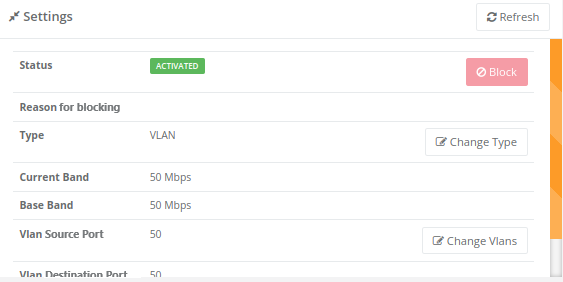 Settings
Refresh
Status ACTIVATED Block
Reason for blocking
Type VLAN Change Type
Current Band 50 Mbps
Base Band 50 Mbps
Vlan Source Port 50 Change Vlans
Vlan Destination Port 50